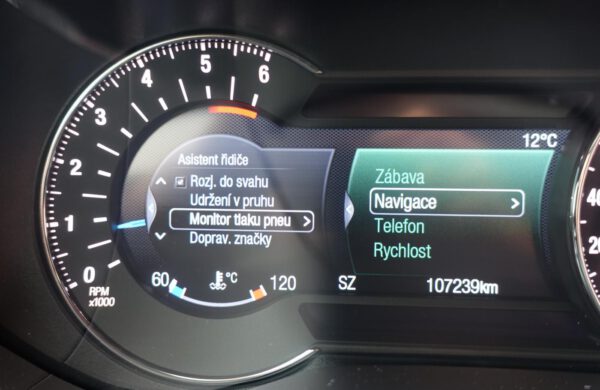 6
5
4
3
2
1
0
RPM
x1000
Asistent řidiče
Rozj. do svahu
Udržení v pruhu
Monitor tlaku pneu >
Doprav. značky
60 °C 120
12°C
Zábava
Navigace >
Telefon
Rychlost
SZ 107239km